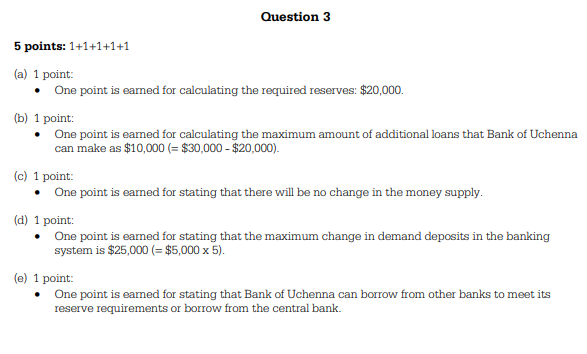 Question 3
5 points: 1+1+1+1+1
(a) 1 point:
• One point is earned for calculating the required reserves: $20,000.
(b) 1 point:
• One point is earned for calculating the maximum amount of additional loans that Bank of Uchenna
can make as $10,000 (= $30,000 - $20,000).
(c) 1 point:
• One point is earned for stating that there will be no change in the money supply.
(d) 1 point:
• One point is earned for stating that the maximum change in demand deposits in the banking
system is $25,000 (= $5,000 x 5).
(e) 1 point:
• One point is earned for stating that Bank of Uchenna can borrow from other banks to meet its
reserve requirements or borrow from the central bank.